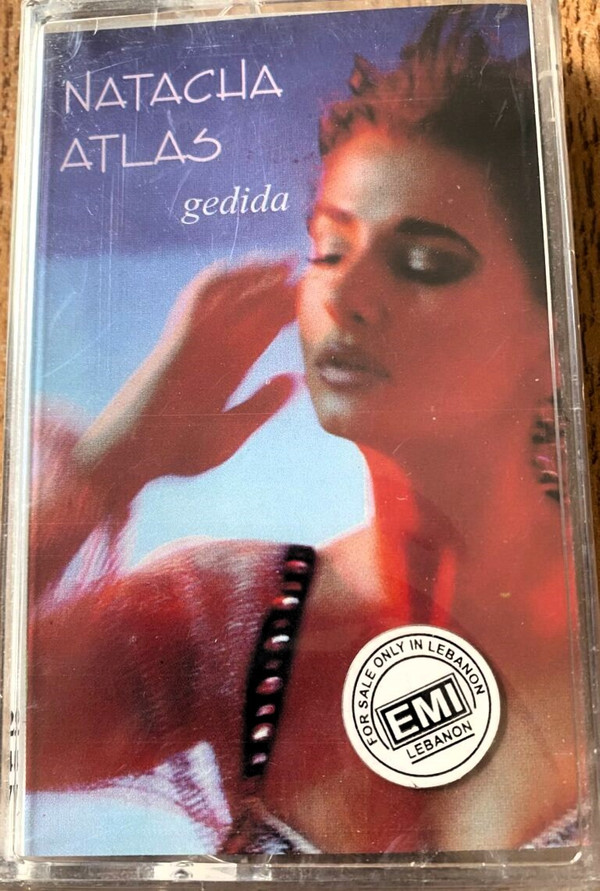 NATACHA
ATLAS
gedida
FOR SALE ONLY IN LEBANON
EMI
LEBANON